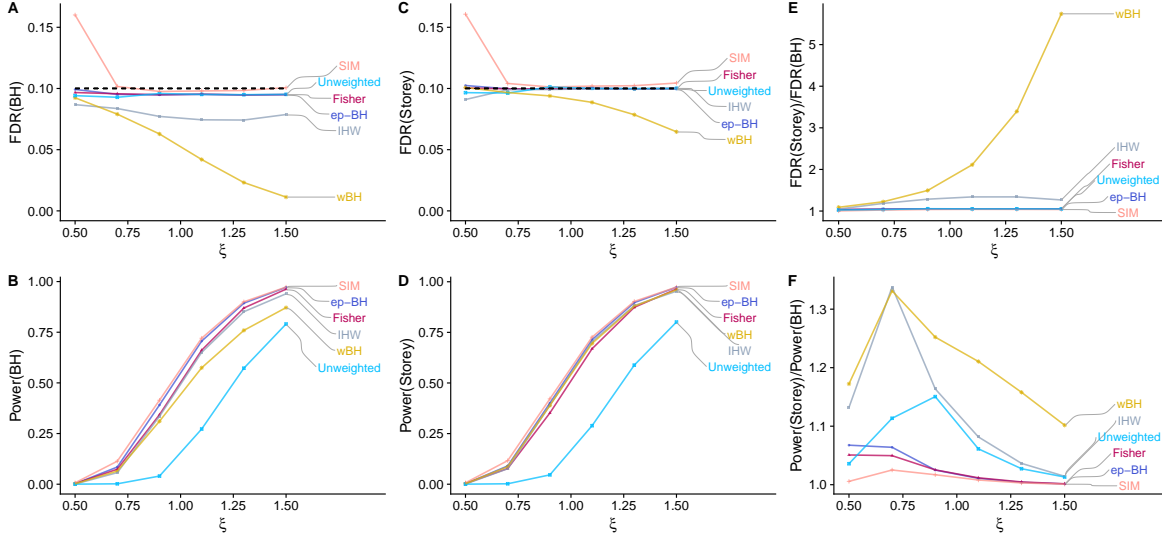 A
FDR(BH)
0.15
0.10
0.05
0.00
SIM
Unweighted
Fisher
ep−BH
IHW
wBH
0.50 0.75 1.00 1.25 1.50
ξ
C
FDR(Storey)
0.15
0.10
0.05
0.00
SIM
Fisher
Unweighted
IHW
ep−BH
wBH
0.50 0.75 1.00 1.25 1.50
ξ
E
FDR(Storey)/FDR(BH)
5
4
3
2
1
wBH
IHW
Fisher
Unweighted
ep−BH
SIM
0.50 0.75 1.00 1.25 1.50
ξ
B
Power(BH)
1.00
0.75
0.50
0.25
0.00
SIM
ep−BH
Fisher
IHW
wBH
Unweighted
0.50 0.75 1.00 1.25 1.50
ξ
D
Power(Storey)
1.00
0.75
0.50
0.25
0.00
SIM
ep−BH
Fisher
wBH
IHW
Unweighted
0.50 0.75 1.00 1.25 1.50
ξ
F
Power(Storey)/Power(BH)
1.3
1.2
1.1
1.0
wBH
IHW
Unweighted
Fisher
ep−BH
SIM
0.50 0.75 1.00 1.25 1.50
ξ